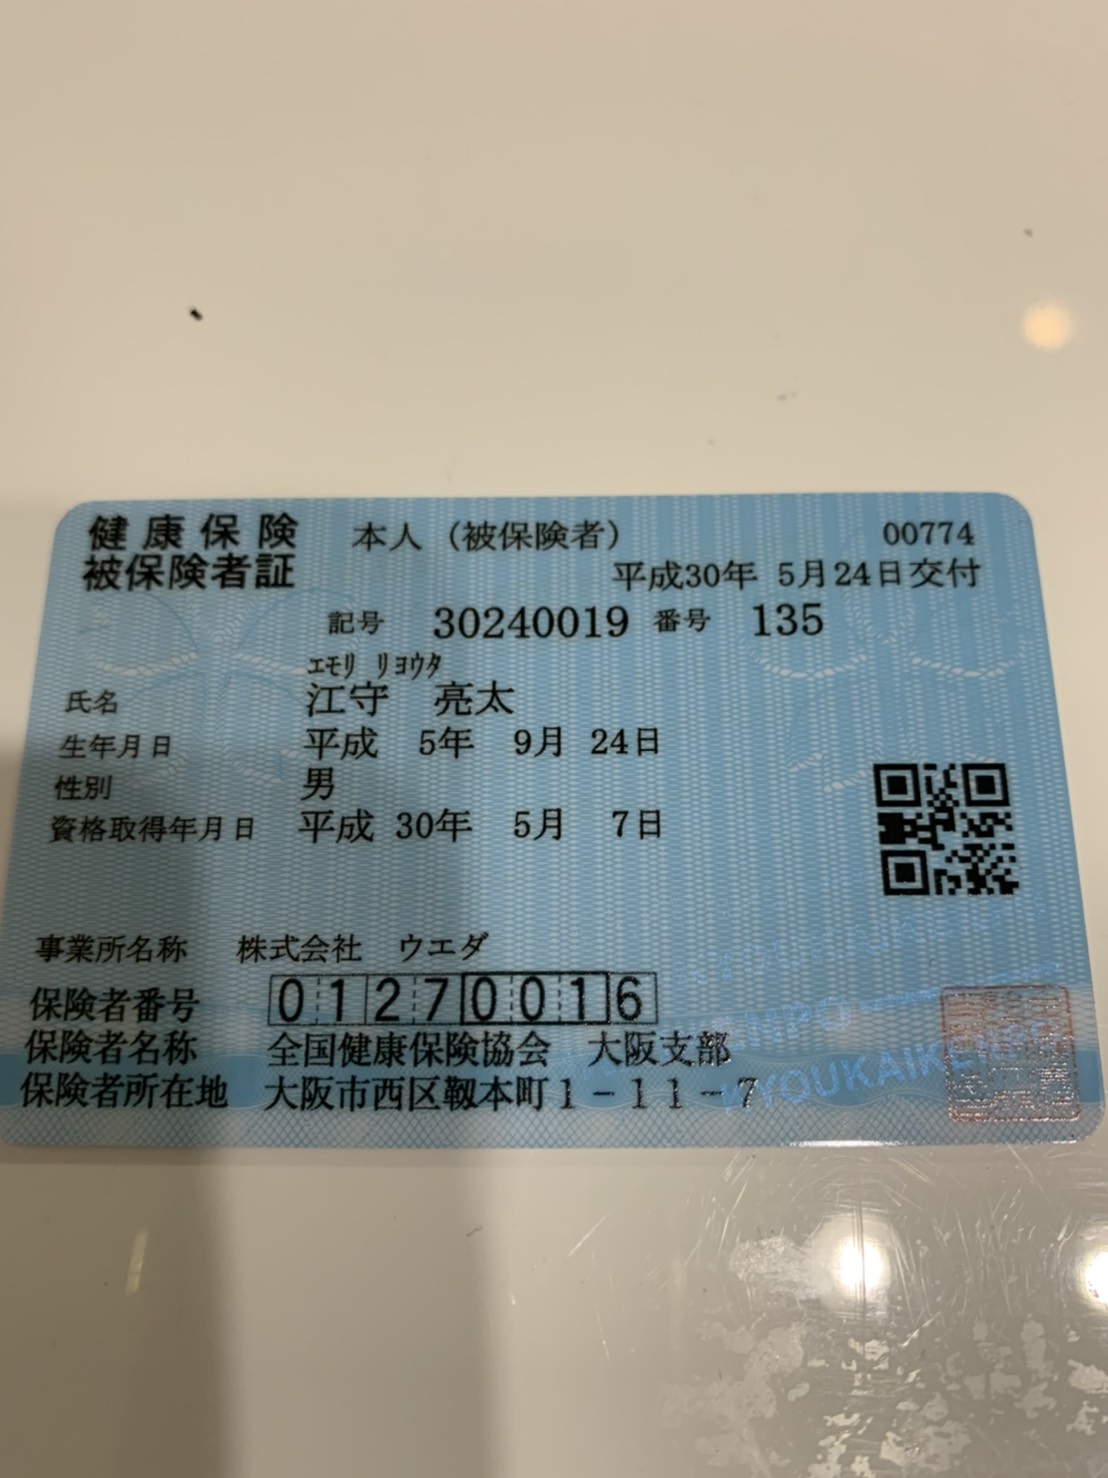 健康保険 本人（被保険者） 00774
被保険者証 平成30年 5月24日交付
記号 30240019 番号 135
ｴﾓﾘ ﾘﾖｳﾀ
氏名 江守 亮太
生年月日 平成 5年 9月 24日
性別 男
資格取得年月日 平成 30年 5月 7日
事業所名称 株式会社 ウエダ
保険者番号 01270016
保険者名称 全国健康保険協会 大阪支部
保険者所在地 大阪市西区靱本町１－１１－７